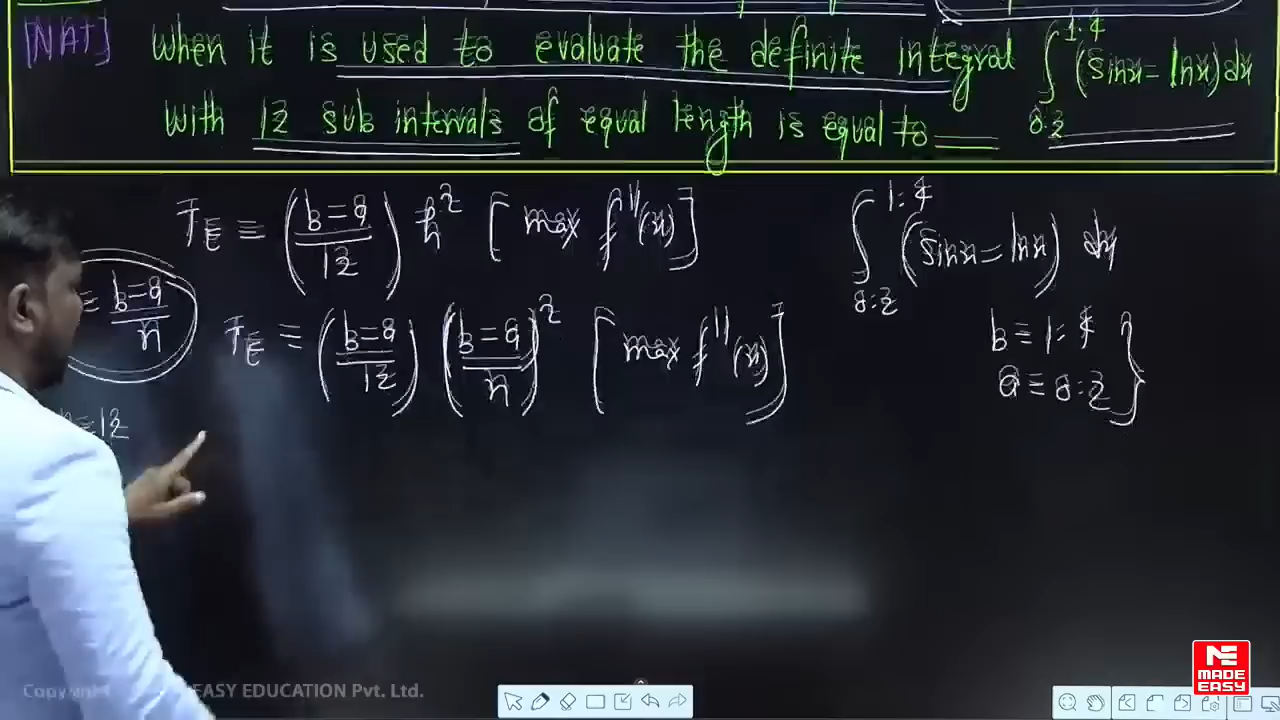 [NAT] When it is used to evaluate the definite integral ∫_{0.2}^{1.4} (sinx - lnx) dx
with 12 sub intervals of equal length is equal to ___
T_E = ((b-a)/12) h² [max f''(x)]
∫_{0.2}^{1.4} (sinx - lnx) dx
= (b-a)/n
T_E = ((b-a)/12) ((b-a)/n)² [max f''(x)]
b = 1.4
a = 0.2
n = 12
EASY EDUCATION Pvt. Ltd.
ME
MADE
EASY